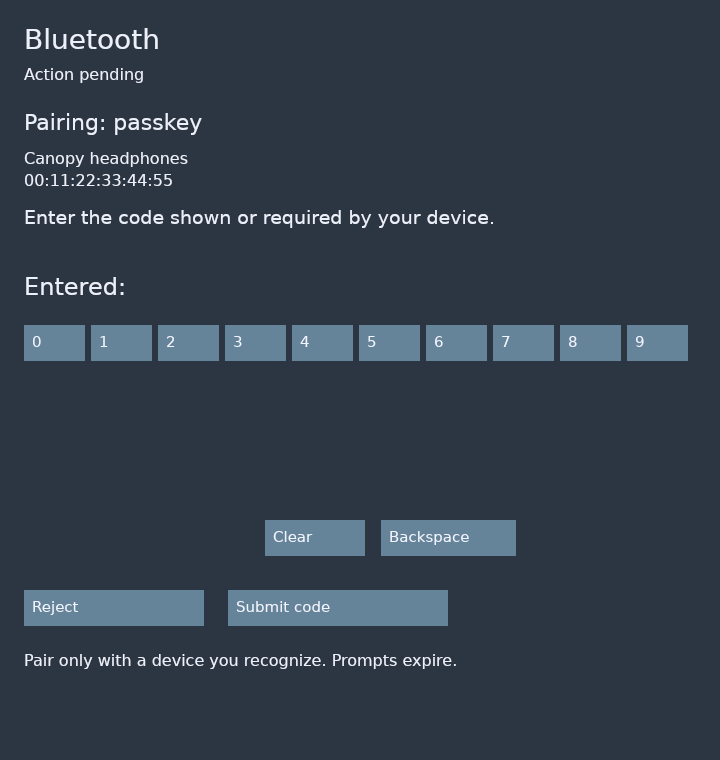 Bluetooth
Action pending
Pairing: passkey
Canopy headphones
00:11:22:33:44:55
Enter the code shown or required by your device.
Entered:
0 1 2 3 4 5 6 7 8 9
Clear Backspace
Reject Submit code
Pair only with a device you recognize. Prompts expire.